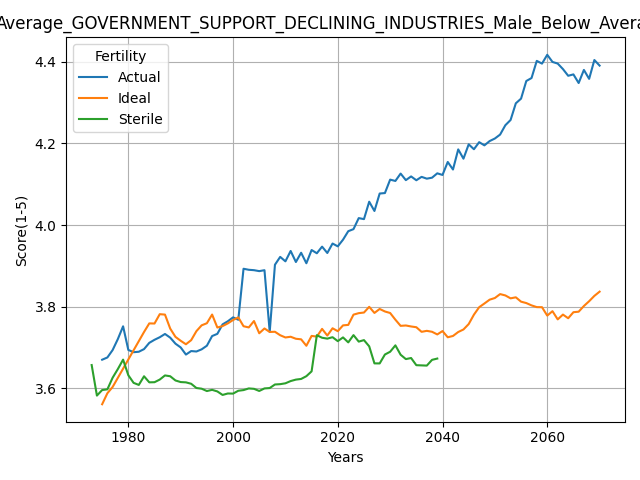 Average_GOVERNMENT_SUPPORT_DECLINING_INDUSTRIES_Male_Below_Avera
Fertility
Actual
Ideal
Sterile
Score(1-5)
4.4
4.2
4.0
3.8
3.6
1980 2000 2020 2040 2060
Years